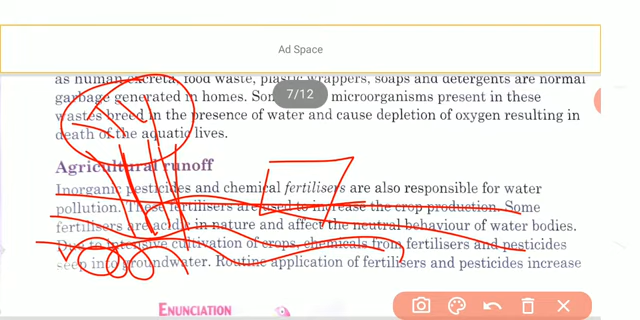 Ad Space
as human excreta, food waste, plastic wrappers, soaps and detergents are normal
garbage generated in homes. Som microorganisms present in these
7/12
wastes breed in the presence of water and cause depletion of oxygen resulting in
death of the aquatic lives.
Agricultural runoff
Inorganic pesticides and chemical fertilisers are also responsible for water
pollution. These fertilisers are used to increase the crop production. Some
fertilisers are acidic in nature and affect the neutral behaviour of water bodies.
Due to intensive cultivation of crops, chemicals from fertilisers and pesticides
seep into groundwater. Routine application of fertilisers and pesticides increase
ENUNCIATION